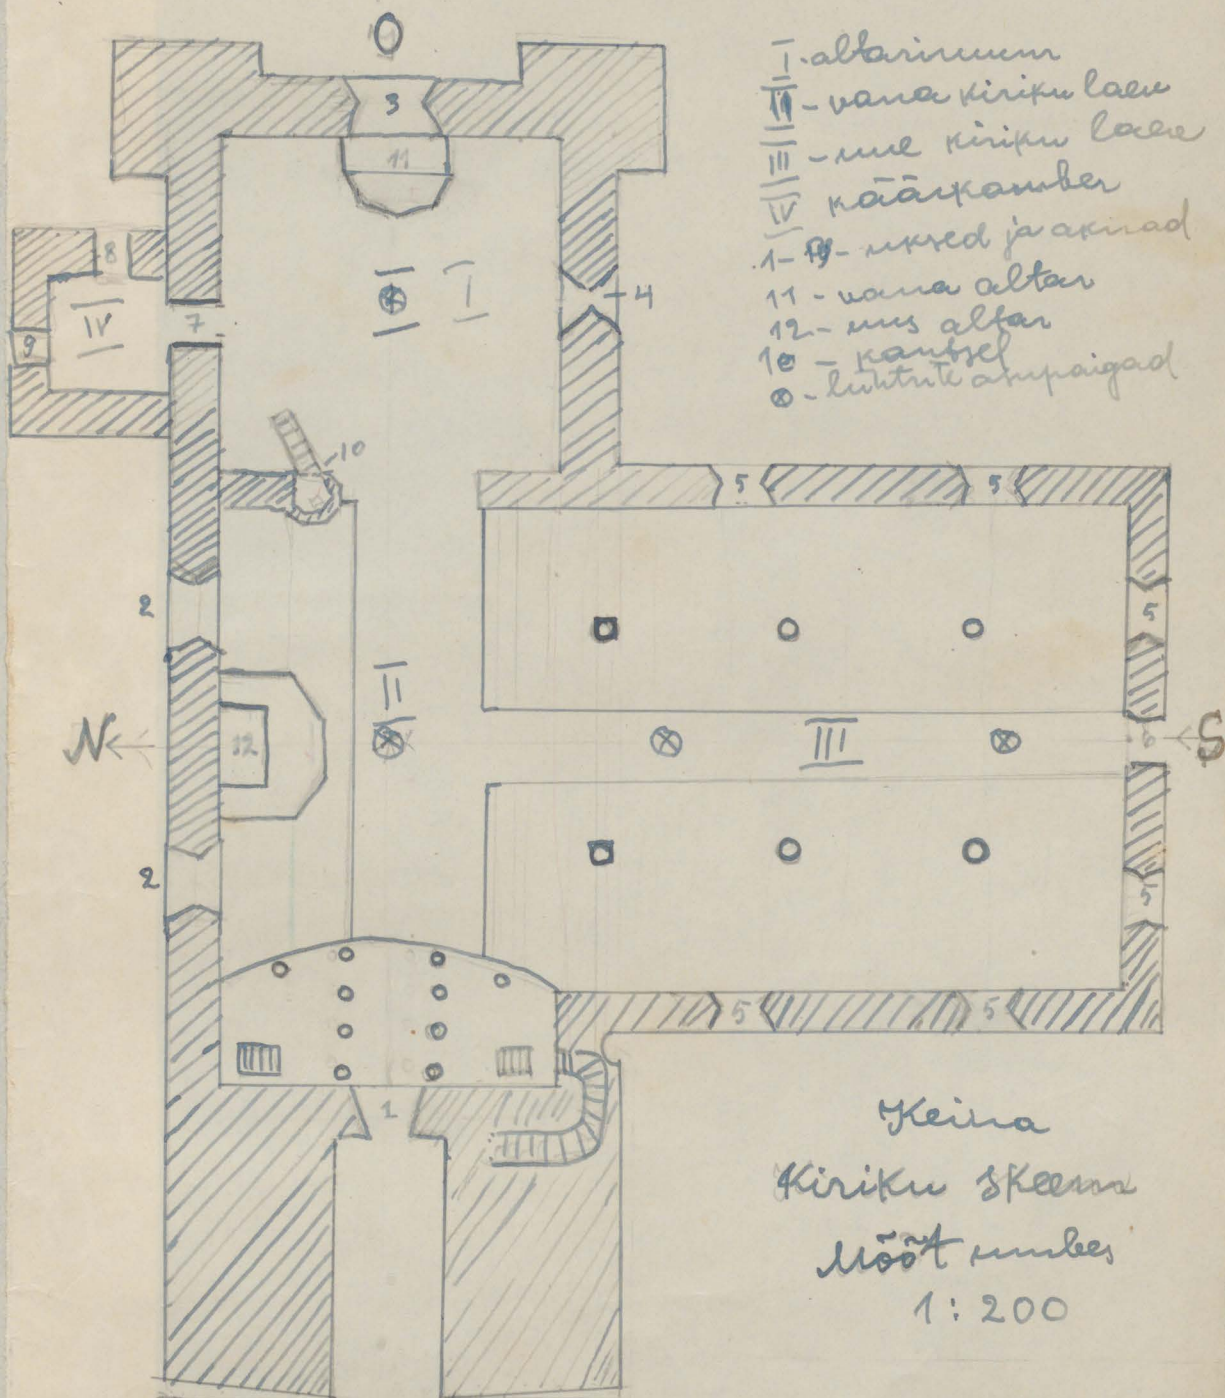 O
I - altariruum
II - vana kiriku laev
III - uue kiriku laev
IV käärkamber
1-9 - uksed ja aknad
11 - vana altar
12 - uus altar
10 - kantsel
⊗ - lühtrite asupaigad
3
11
8
IV
7
9
I
4
10
5
5
2
5
II
N
12
III
6
S
2
5
5
5
1
Keina
Kiriku skeem
Mõõt umbes
1:200